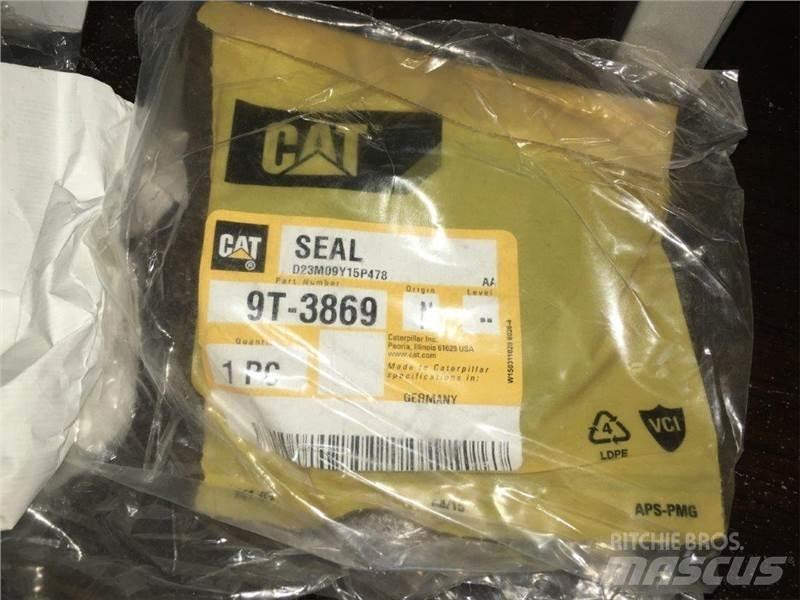 CAT
CAT
®
SEAL
D23M09Y15P478
AA
Part Number
Origin
Level
9T-3869
N
--
Caterpillar Inc.
Peoria, Illinois 61629 USA
www.cat.com
Made to Caterpillar
specifications in:
1 PC
GERMANY
4
LDPE
VCI
APS-PMG
RITCHIE BROS.
MASCUS